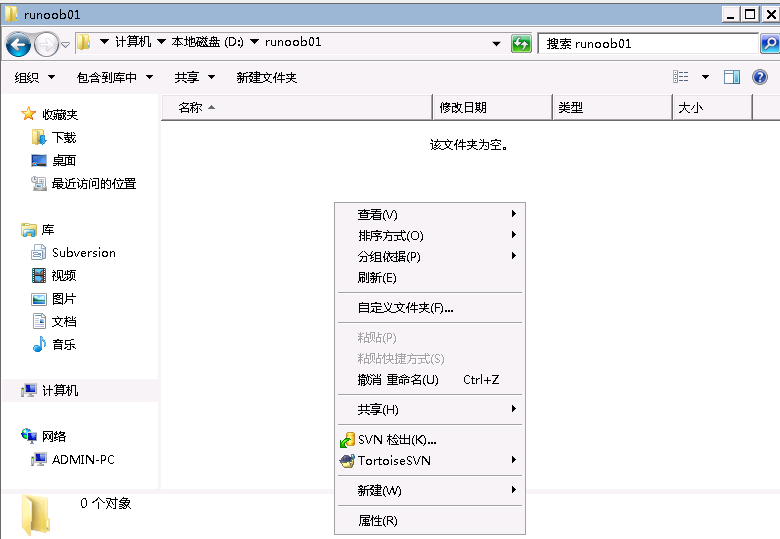 runoob01
计算机 本地磁盘 (D:) runoob01
搜索 runoob01
组织 包含到库中 共享 新建文件夹
名称 修改日期 类型 大小
该文件夹为空。
收藏夹
下载
桌面
最近访问的位置
库
Subversion
视频
图片
文档
音乐
计算机
网络
ADMIN-PC
查看(V)
排序方式(O)
分组依据(P)
刷新(E)
自定义文件夹(F)...
粘贴(P)
粘贴快捷方式(S)
撤消 重命名(U) Ctrl+Z
共享(H)
SVN 检出(K)...
TortoiseSVN
新建(W)
属性(R)
0 个对象